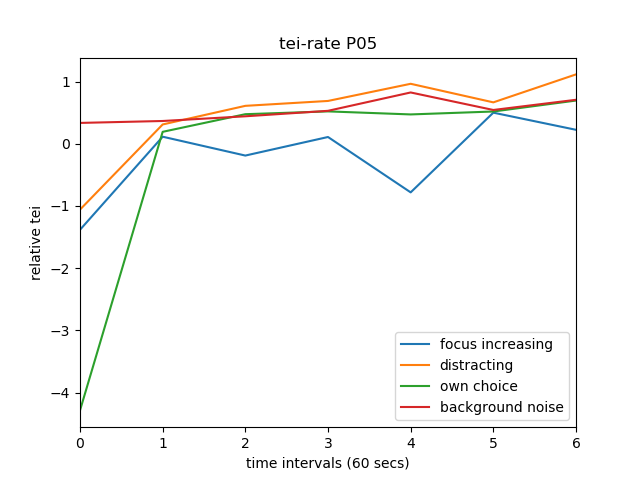 tei-rate P05
relative tei
1
0
−1
−2
−3
−4
focus increasing
distracting
own choice
background noise
0 1 2 3 4 5 6
time intervals (60 secs)